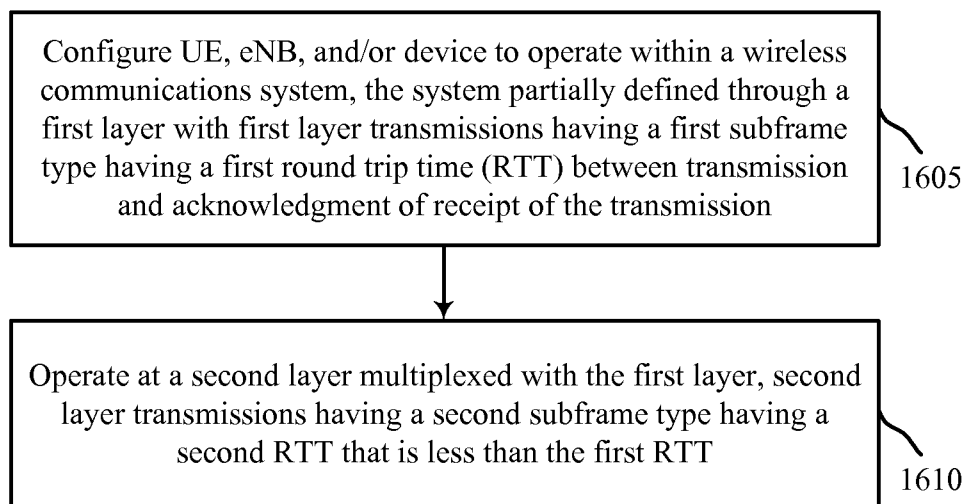 Configure UE, eNB, and/or device to operate within a wireless
communications system, the system partially defined through a
first layer with first layer transmissions having a first subframe
type having a first round trip time (RTT) between transmission
and acknowledgment of receipt of the transmission
1605
Operate at a second layer multiplexed with the first layer, second
layer transmissions having a second subframe type having a
second RTT that is less than the first RTT
1610